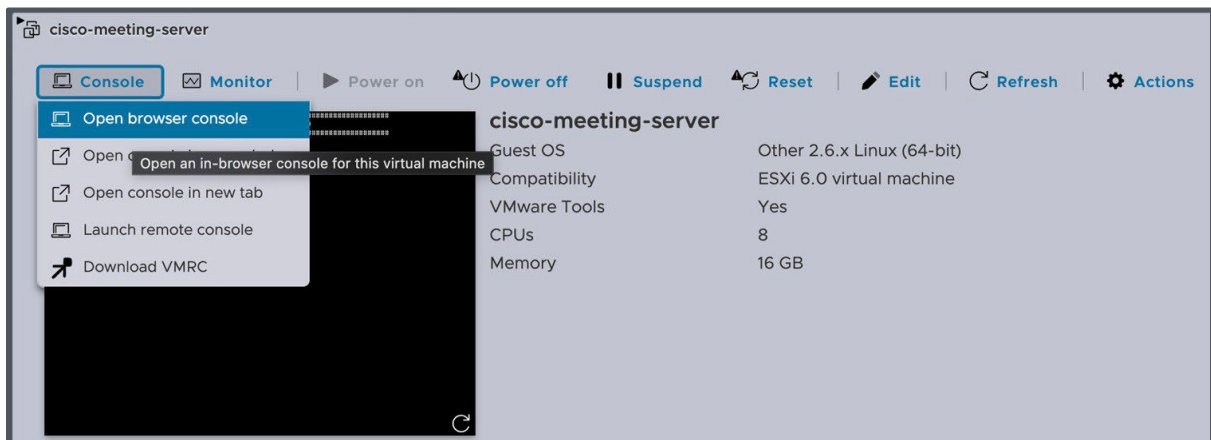 cisco-meeting-server
Console Monitor Power on Power off Suspend Reset Edit Refresh Actions
Open browser console
Open
Open an in-browser console for this virtual machine
Open console in new tab
Launch remote console
Download VMRC
cisco-meeting-server
Guest OS Other 2.6.x Linux (64-bit)
Compatibility ESXi 6.0 virtual machine
VMware Tools Yes
CPUs 8
Memory 16 GB